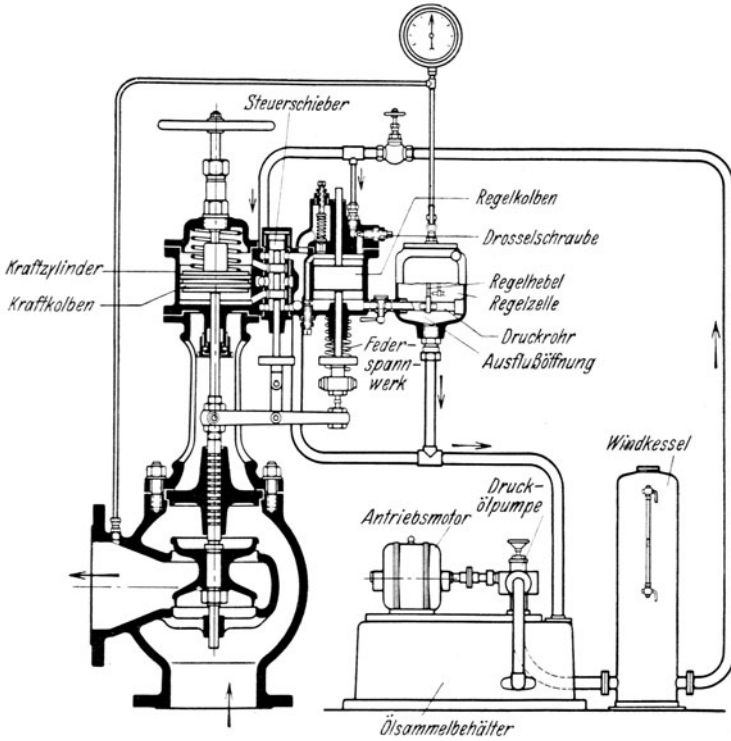 Steuerschieber
Regelkolben
Drosselschraube
Kraftzylinder
Kraftkolben
Regelhebel
Regelzelle
Druckrohr
Ausflußöffnung
Feder-
spann-
werk
Windkessel
Druck-
ölpumpe
Antriebsmotor
Ölsammelbehälter